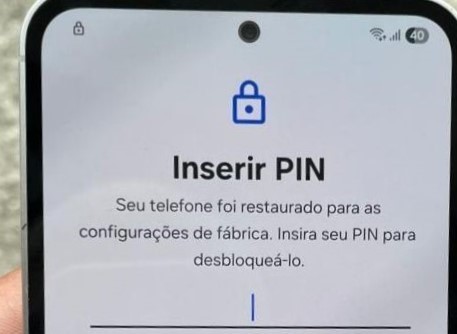 40
Inserir PIN
Seu telefone foi restaurado para as
configurações de fábrica. Insira seu PIN para
desbloqueá-lo.